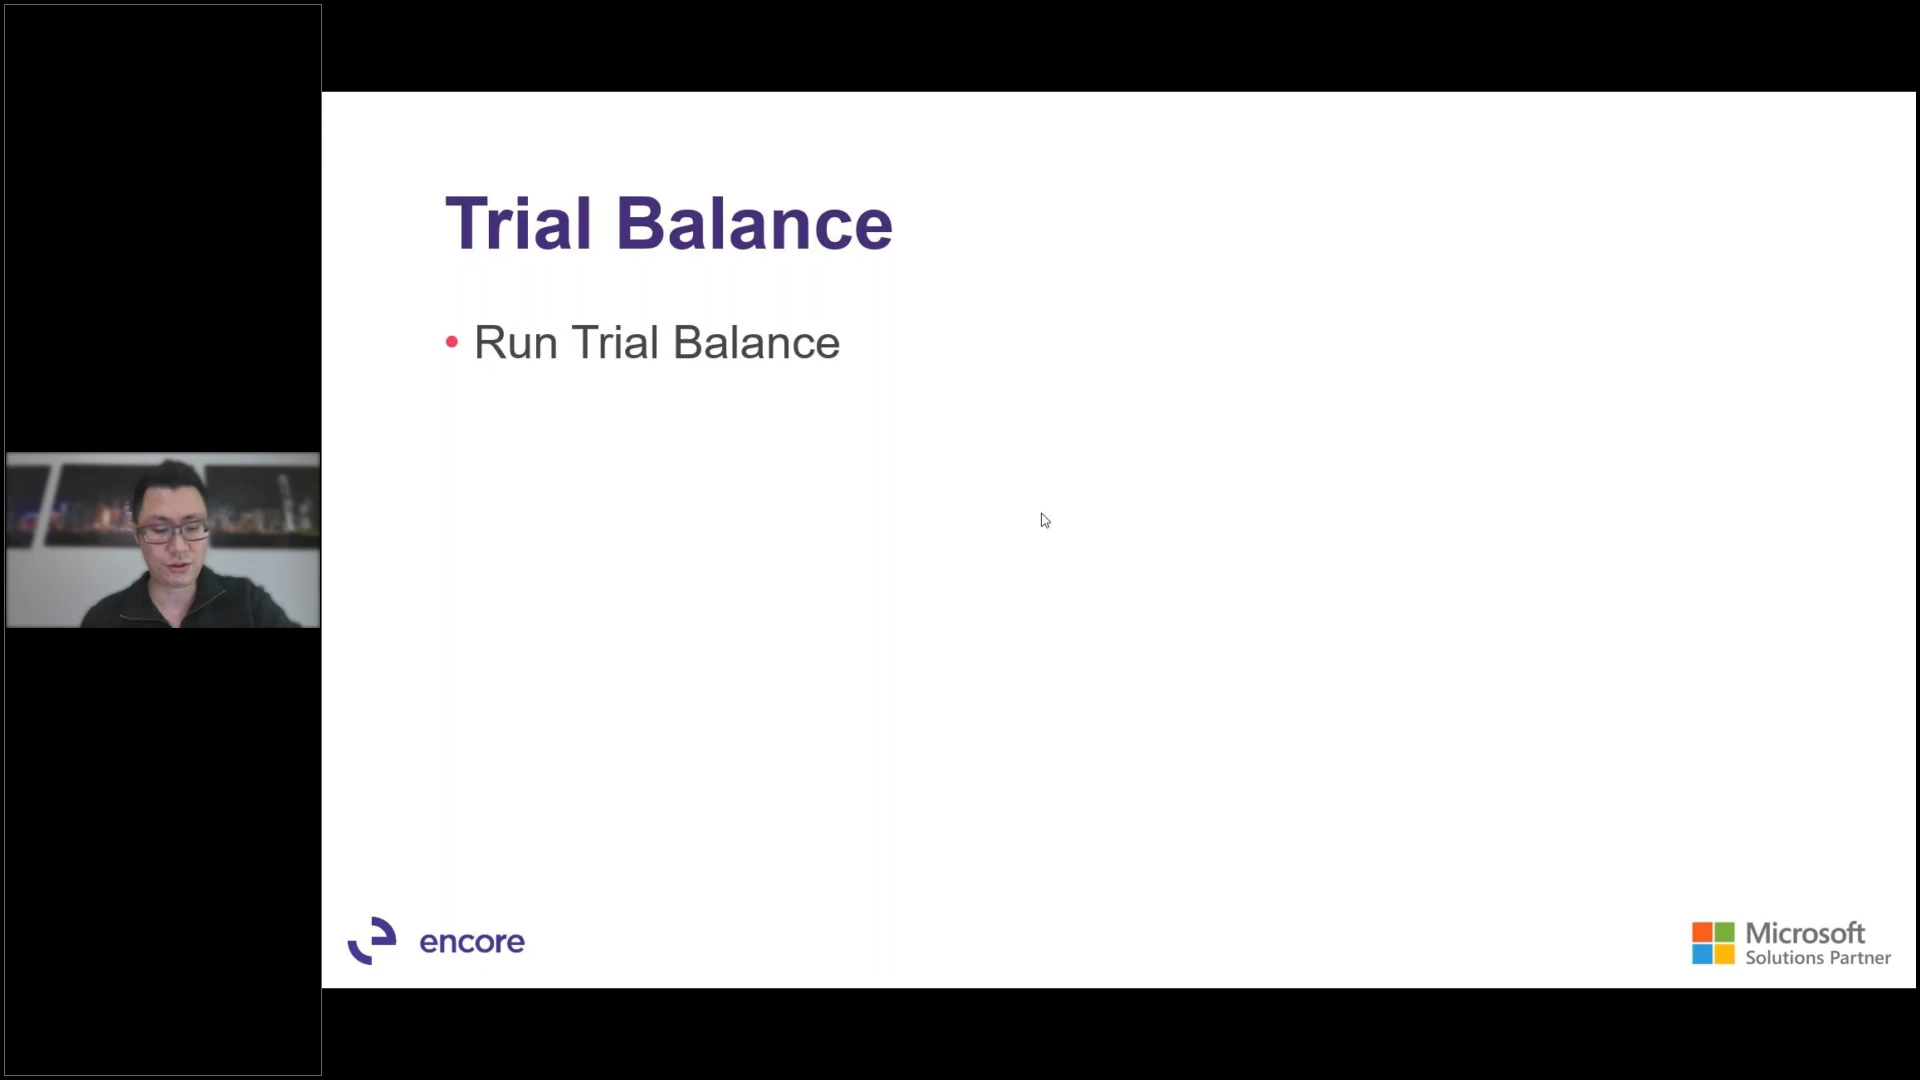 Trial Balance
• Run Trial Balance
encore
Microsoft
Solutions Partner